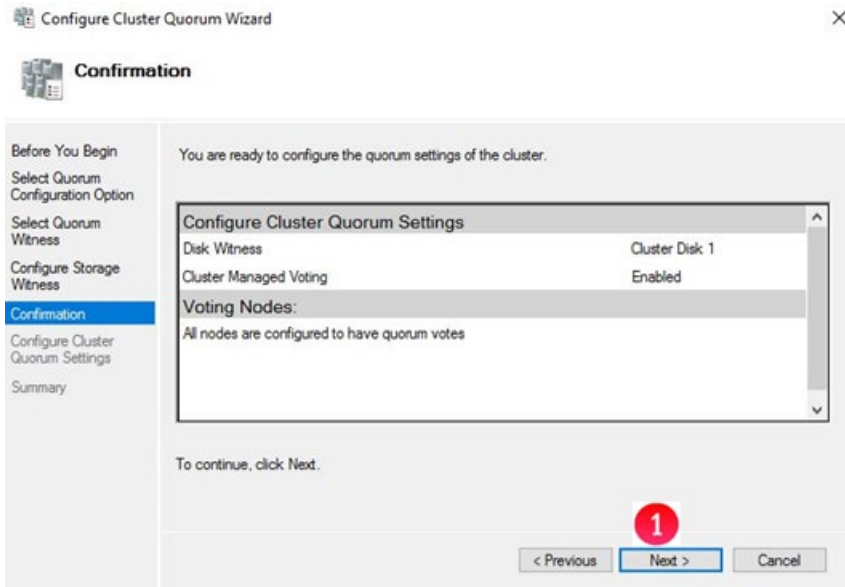 Configure Cluster Quorum Wizard
Confirmation
Before You Begin
Select Quorum
Configuration Option
Select Quorum
Witness
Configure Storage
Witness
Confirmation
Configure Cluster
Quorum Settings
Summary
You are ready to configure the quorum settings of the cluster.
Configure Cluster Quorum Settings
Disk Witness Cluster Disk 1
Cluster Managed Voting Enabled
Voting Nodes:
All nodes are configured to have quorum votes
To continue, click Next.
1
< Previous Next > Cancel